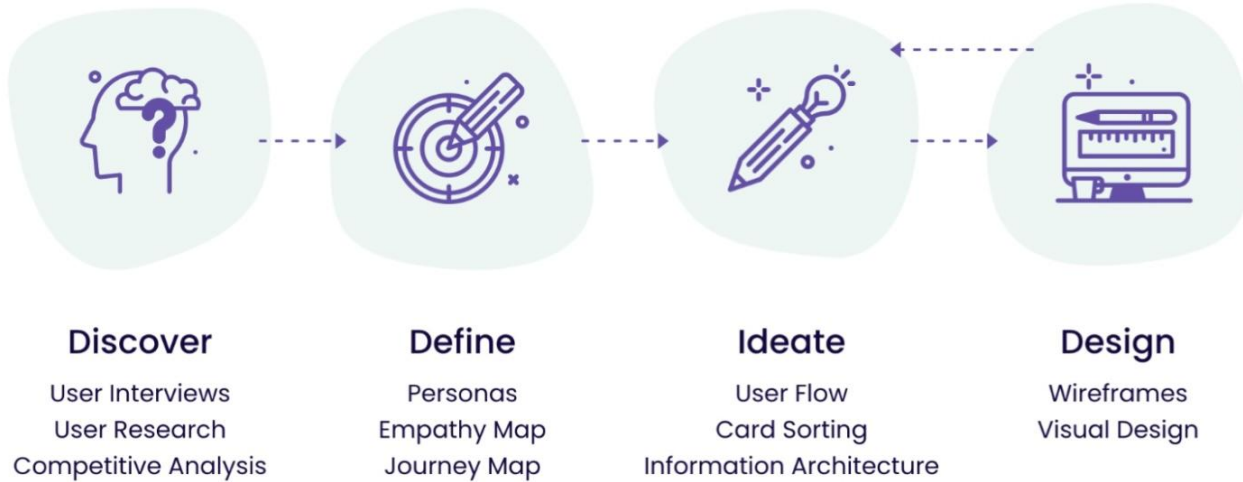 Discover
User Interviews
User Research
Competitive Analysis
Define
Personas
Empathy Map
Journey Map
Ideate
User Flow
Card Sorting
Information Architecture
Design
Wireframes
Visual Design